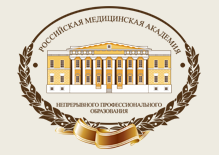 РОССИЙСКАЯ МЕДИЦИНСКАЯ АКАДЕМИЯ
НЕПРЕРЫВНОГО ПРОФЕССИОНАЛЬНОГО
ОБРАЗОВАНИЯ